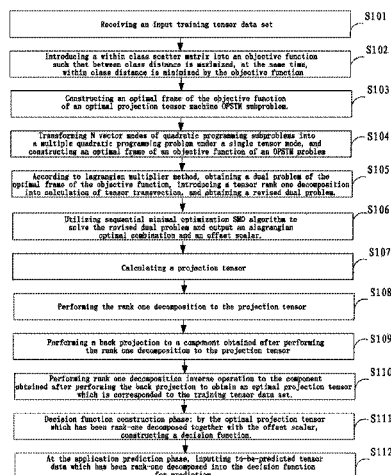 Receiving an input training tensor data set
S101
Introducing a within class scatter matrix into an objective function
such that between class distance is maximized, at the same time,
within class distance is minimized by the objective function
S102
Constructing an optimal frame of the objective function
of an optimal projection tensor machine OPSTM subproblem.
S103
Transforming N vector modes of quadratic programming subproblems into
a multiple quadratic programming problem under a single tensor mode, and
constructing an optimal frame of an objective function of an OPSTM problem
S104
According to lagrangian multiplier method, obtaining a dual problem of the
optimal frame of the objective function, introducing a tensor rank one decomposition
into calculation of tensor transvection, and obtaining a revised dual problem.
S105
Utilizing sequential minimal optimization SMO algorithm to
solve the revised dual problem and output an alagrangian
optimal combination and an offset scalar.
S106
Calculating a projection tensor
S107
Performing the rank one decomposition to the projection tensor
S108
Performing a back projection to a component obtained after performing
the rank one decomposition to the projection tensor
S109
Performing rank one decomposition inverse operation to the component
obtained after performing the back projection to obtain an optimal projection tensor
which is corresponded to the training tensor data set.
S110
Decision function construction phase: by the optimal projection tensor
which has been rank-one decomposed together with the offset scalar,
constructing a decision function.
S111
At the application prediction phase, inputting to-be-predicted tensor
data which has been rank-one decomposed into the decision function
for prediction
S112